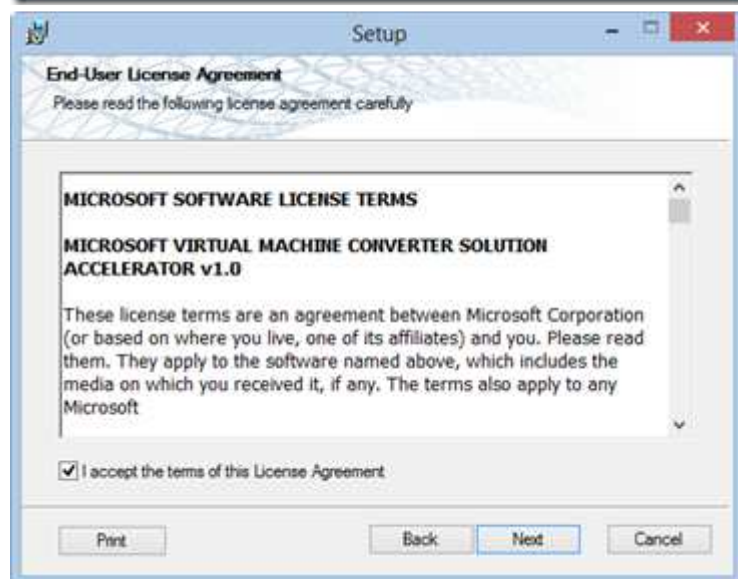 Setup
End-User License Agreement
Please read the following license agreement carefully
MICROSOFT SOFTWARE LICENSE TERMS
MICROSOFT VIRTUAL MACHINE CONVERTER SOLUTION
ACCELERATOR v1.0
These license terms are an agreement between Microsoft Corporation
(or based on where you live, one of its affiliates) and you. Please read
them. They apply to the software named above, which includes the
media on which you received it, if any. The terms also apply to any
Microsoft
I accept the terms of this License Agreement
Print Back Next Cancel